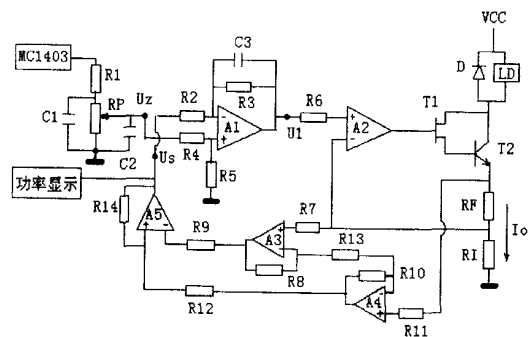 VCC
MC1403
C3
D
LD
R1
Uz
R2
R3
T1
C1
RP
R4
A1
U1
R6
A2
T2
C2
Us
R5
功率显示
R14
A5
R9
A3
R7
RF
Io
R13
R8
R10
RI
R12
A4
R11